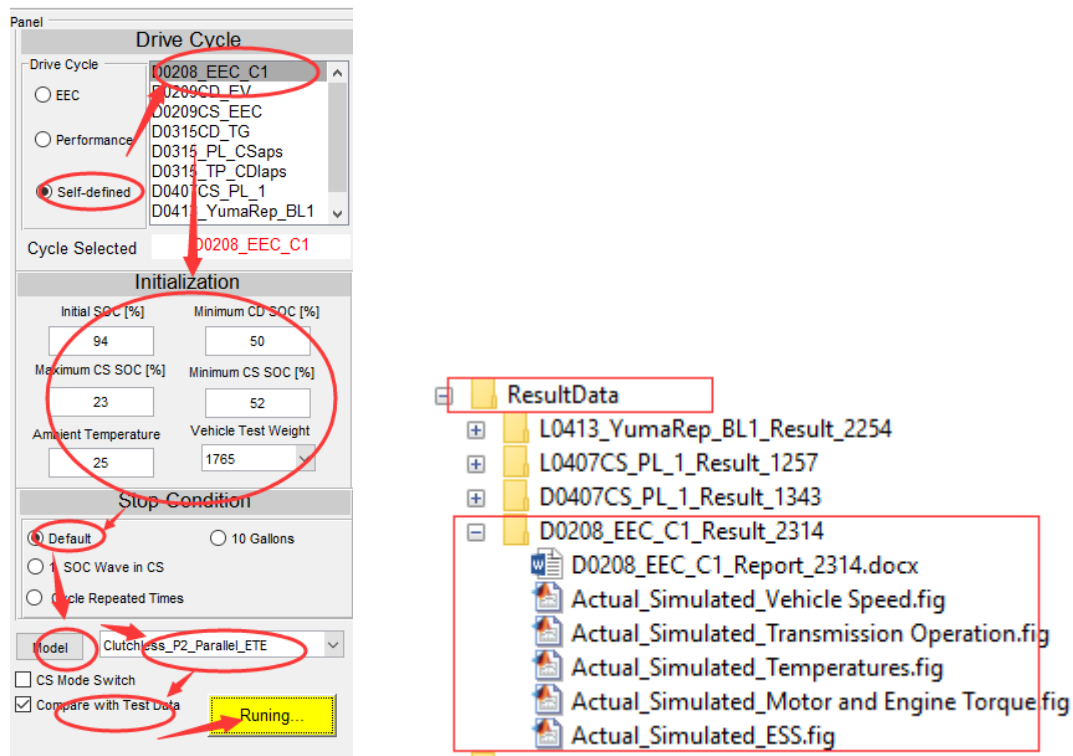 Panel
Drive Cycle
Drive Cycle
EEC
Performance
Self-defined
D0208_EEC_C1
D0209CD_EV
D0209CS_EEC
D0315CD_TG
D0315_PL_CSaps
D0315_TP_CDlaps
D0407CS_PL_1
D0413_YumaRep_BL1
Cycle Selected
D0208_EEC_C1
Initialization
Initial SOC [%] Minimum CD SOC [%]
94 50
Maximum CS SOC [%] Minimum CS SOC [%]
23 52
Ambient Temperature Vehicle Test Weight
25 1765
Stop Condition
Default 10 Gallons
1 SOC Wave in CS
Cycle Repeated Times
Model Clutchless_P2_Parallel_ETE
CS Mode Switch
Compare with Test Data
Runing...
ResultData
L0413_YumaRep_BL1_Result_2254
L0407CS_PL_1_Result_1257
D0407CS_PL_1_Result_1343
D0208_EEC_C1_Result_2314
D0208_EEC_C1_Report_2314.docx
Actual_Simulated_Vehicle Speed.fig
Actual_Simulated_Transmission Operation.fig
Actual_Simulated_Temperatures.fig
Actual_Simulated_Motor and Engine Torque.fig
Actual_Simulated_ESS.fig